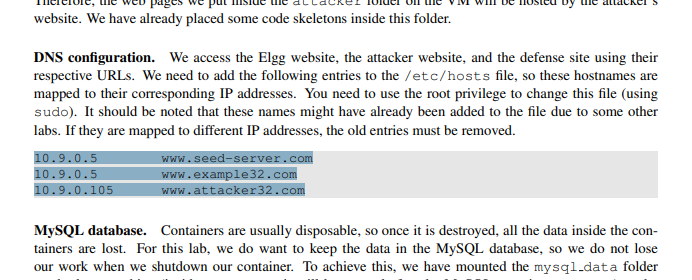 Therefore, the web pages we put inside the attacker folder on the VM will be hosted by the attacker's
website. We have already placed some code skeletons inside this folder.
DNS configuration. We access the Elgg website, the attacker website, and the defense site using their
respective URLs. We need to add the following entries to the /etc/hosts file, so these hostnames are
mapped to their corresponding IP addresses. You need to use the root privilege to change this file (using
sudo). It should be noted that these names might have already been added to the file due to some other
labs. If they are mapped to different IP addresses, the old entries must be removed.
10.9.0.5 www.seed-server.com
10.9.0.5 www.example32.com
10.9.0.105 www.attacker32.com
MySQL database. Containers are usually disposable, so once it is destroyed, all the data inside the con-
tainers are lost. For this lab, we do want to keep the data in the MySQL database, so we do not lose
our work when we shutdown our container. To achieve this, we have mounted the mysql_data folder